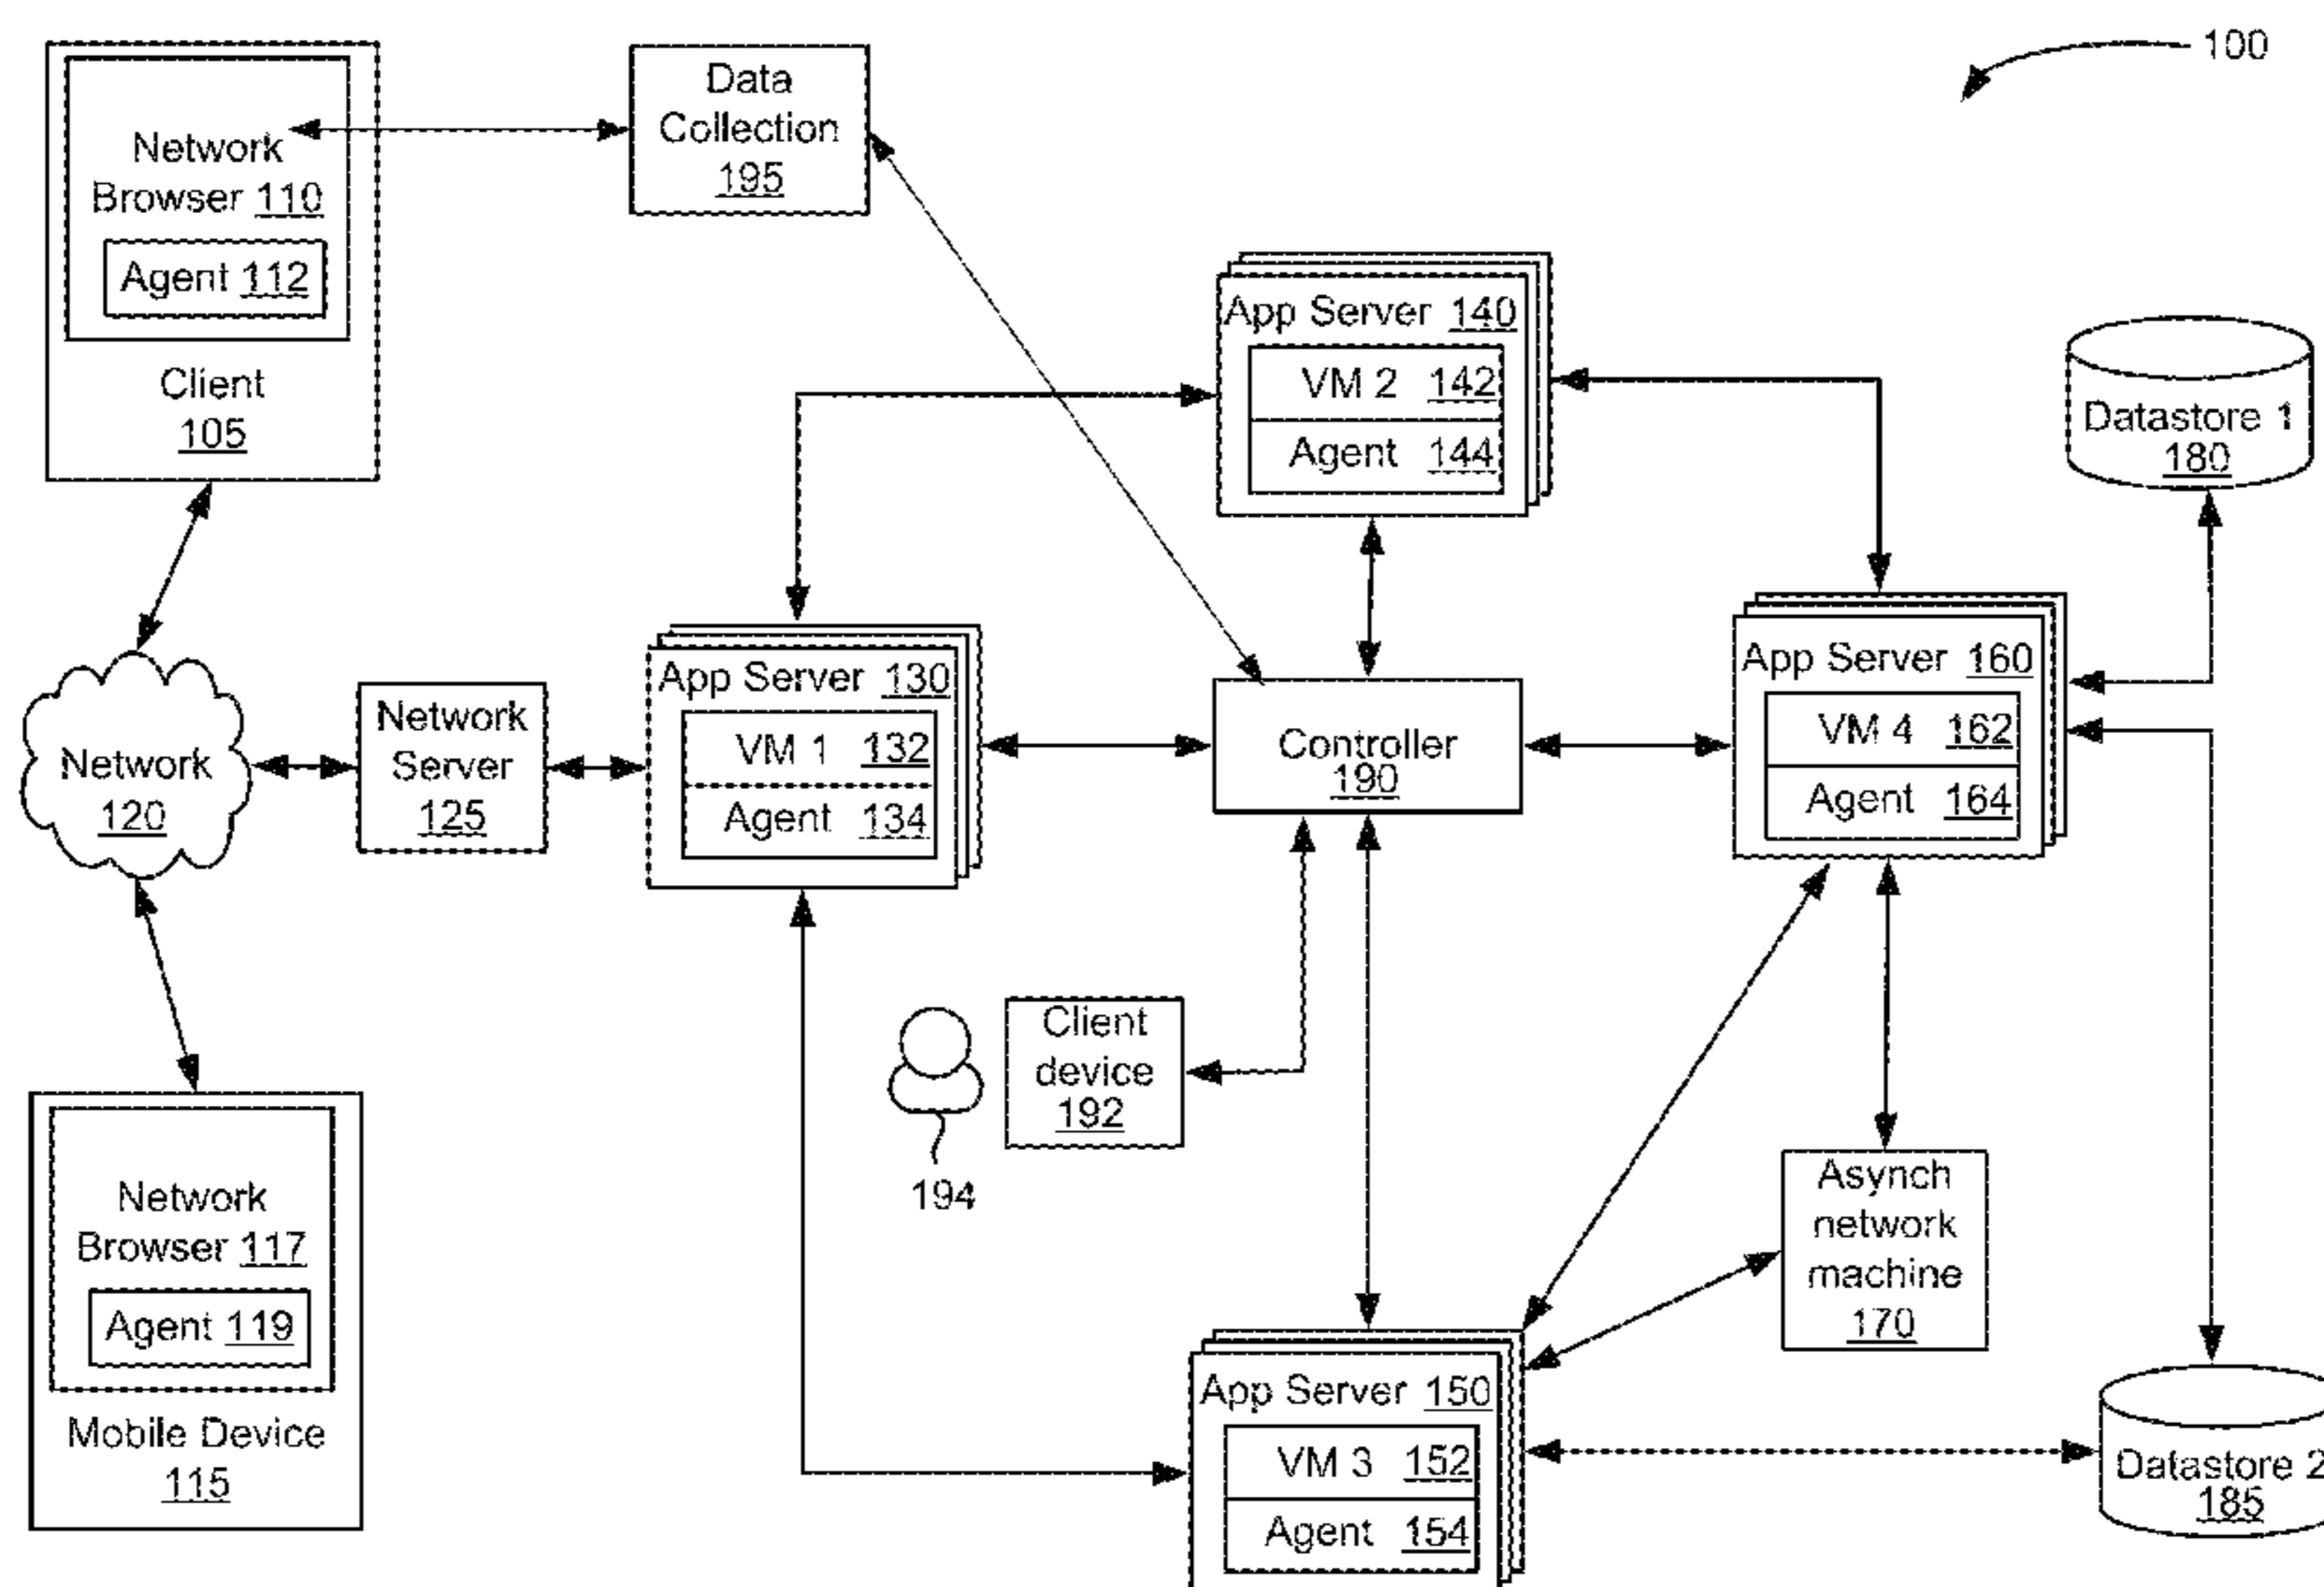 100
Network
Browser 110
Agent 112
Client
105
Data
Collection
195
App Server 140
VM 2 142
Agent 144
Datastore 1
180
Network
120
Network
Server
125
App Server 130
VM 1 132
Agent 134
Controller
190
App Server 160
VM 4 162
Agent 164
Client
device
192
194
Network
Browser 117
Agent 119
Mobile Device
115
Asynch
network
machine
170
App Server 150
VM 3 152
Agent 154
Datastore 2
185